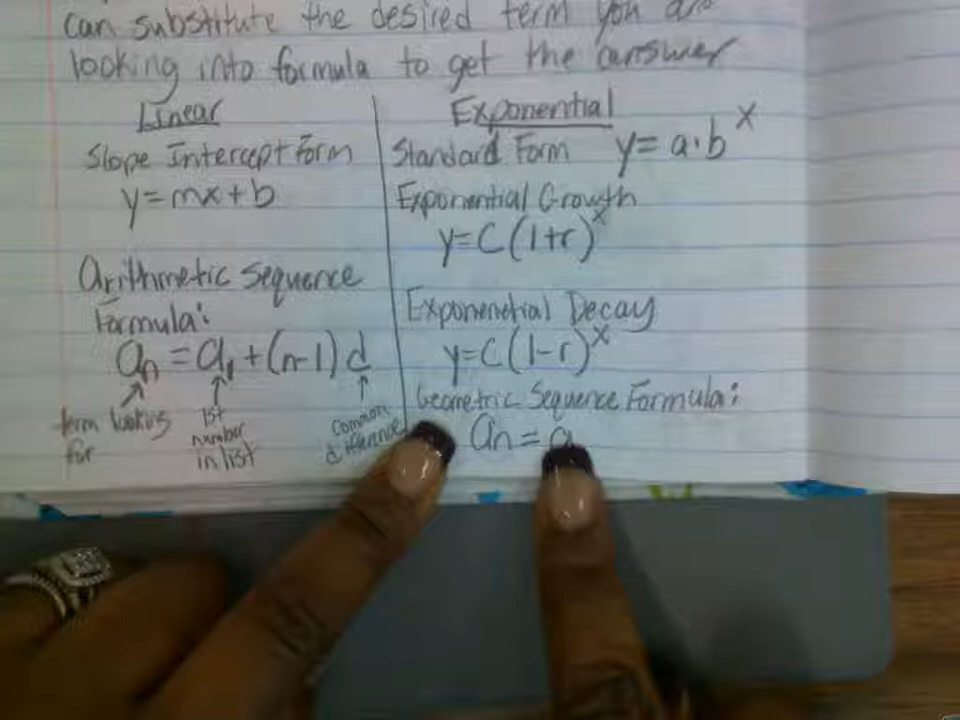 can substitute the desired term you are
looking into formula to get the answer
Linear
Slope Intercept Form
y=mx+b
Arithmetic Sequence
Formula:
an = a1 + (n-1) d
term looking
for
1st
number
in list
common
difference
Exponential
Standard Form y = a·b^x
Exponential Growth
y=C(1+r)^x
Exponenetial Decay
y=C(1-r)^x
Geometric Sequence Formula:
an = a